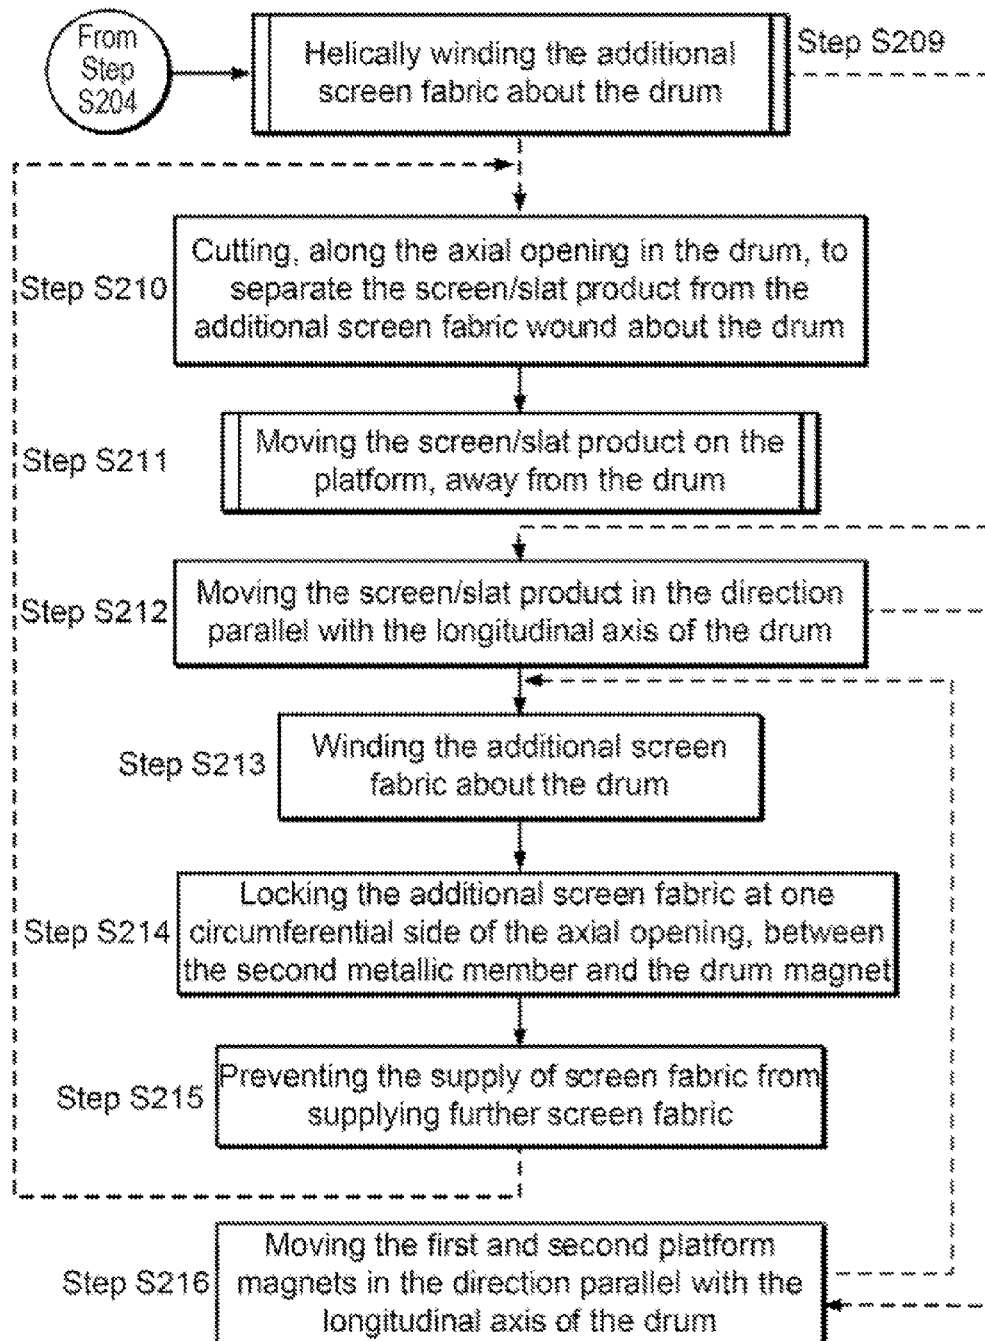 From
Step
S204
Helically winding the additional
screen fabric about the drum
Step S209
Step S210
Cutting, along the axial opening in the drum, to
separate the screen/slat product from the
additional screen fabric wound about the drum
Step S211
Moving the screen/slat product on the
platform, away from the drum
Step S212
Moving the screen/slat product in the direction
parallel with the longitudinal axis of the drum
Step S213
Winding the additional screen
fabric about the drum
Step S214
Locking the additional screen fabric at one
circumferential side of the axial opening, between
the second metallic member and the drum magnet
Step S215
Preventing the supply of screen fabric from
supplying further screen fabric
Step S216
Moving the first and second platform
magnets in the direction parallel with the
longitudinal axis of the drum